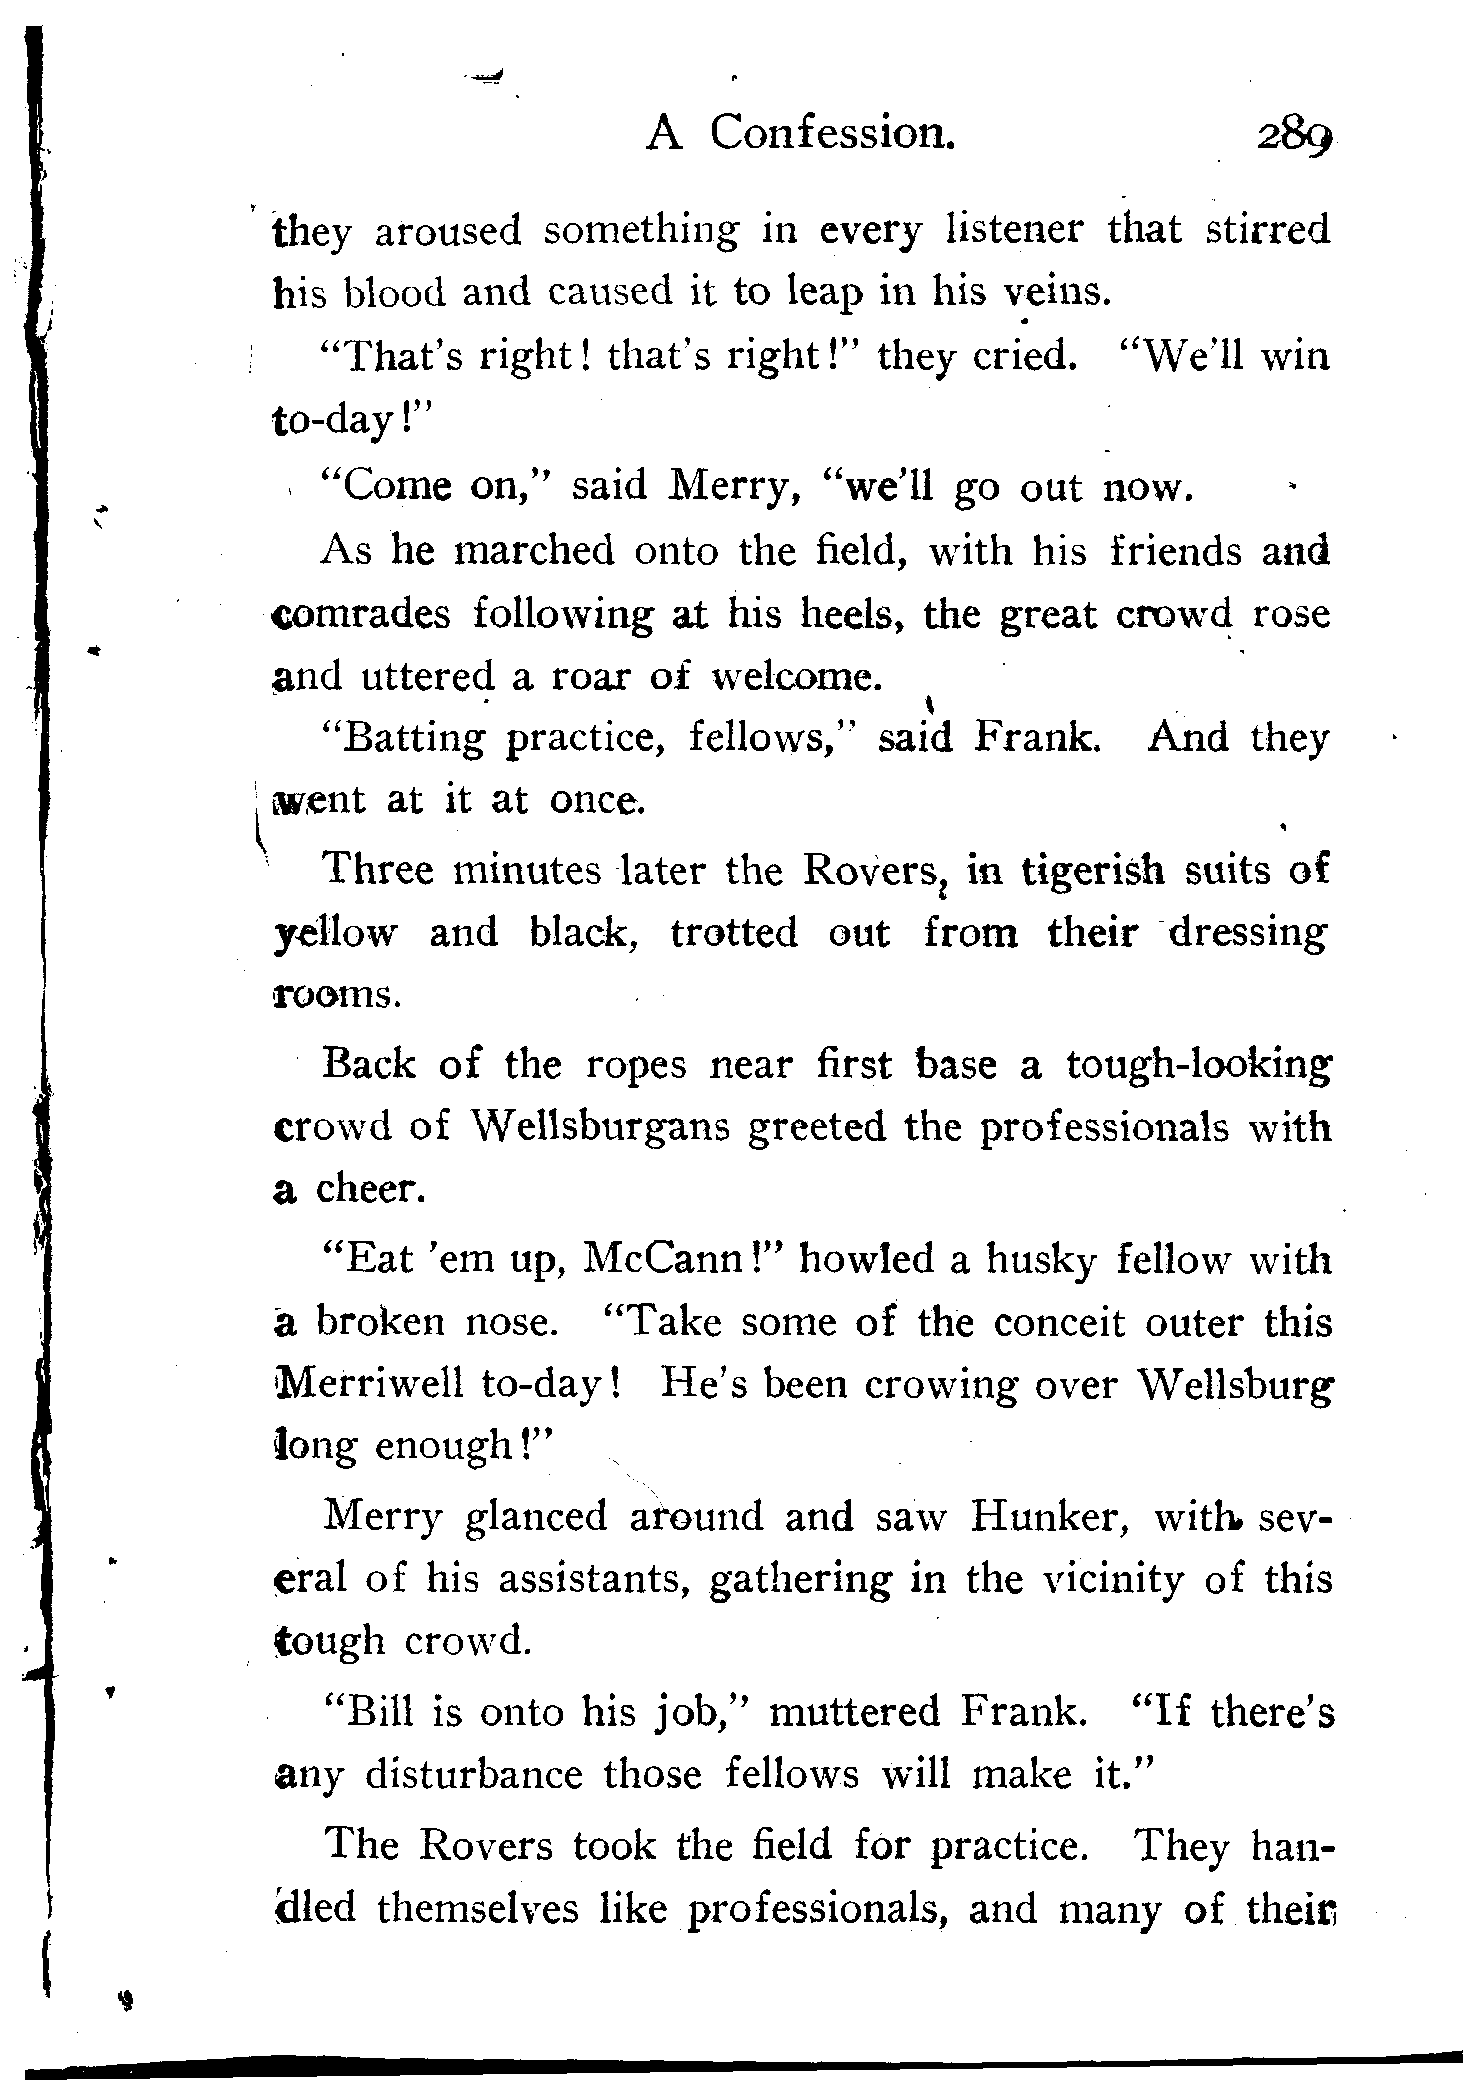 A Confession. 289
they aroused something in every listener that stirred
his blood and caused it to leap in his veins.
"That's right! that's right!" they cried. "We'll win
to-day!"
"Come on," said Merry, "we'll go out now.
As he marched onto the field, with his friends and
comrades following at his heels, the great crowd rose
and uttered a roar of welcome.
"Batting practice, fellows," said Frank. And they
went at it at once.
Three minutes later the Rovers, in tigerish suits of
yellow and black, trotted out from their dressing
rooms.
Back of the ropes near first base a tough-looking
crowd of Wellsburgans greeted the professionals with
a cheer.
"Eat 'em up, McCann!" howled a husky fellow with
a broken nose. "Take some of the conceit outer this
Merriwell to-day! He's been crowing over Wellsburg
long enough!"
Merry glanced around and saw Hunker, with sev-
eral of his assistants, gathering in the vicinity of this
tough crowd.
"Bill is onto his job," muttered Frank. "If there's
any disturbance those fellows will make it."
The Rovers took the field for practice. They han-
dled themselves like professionals, and many of their